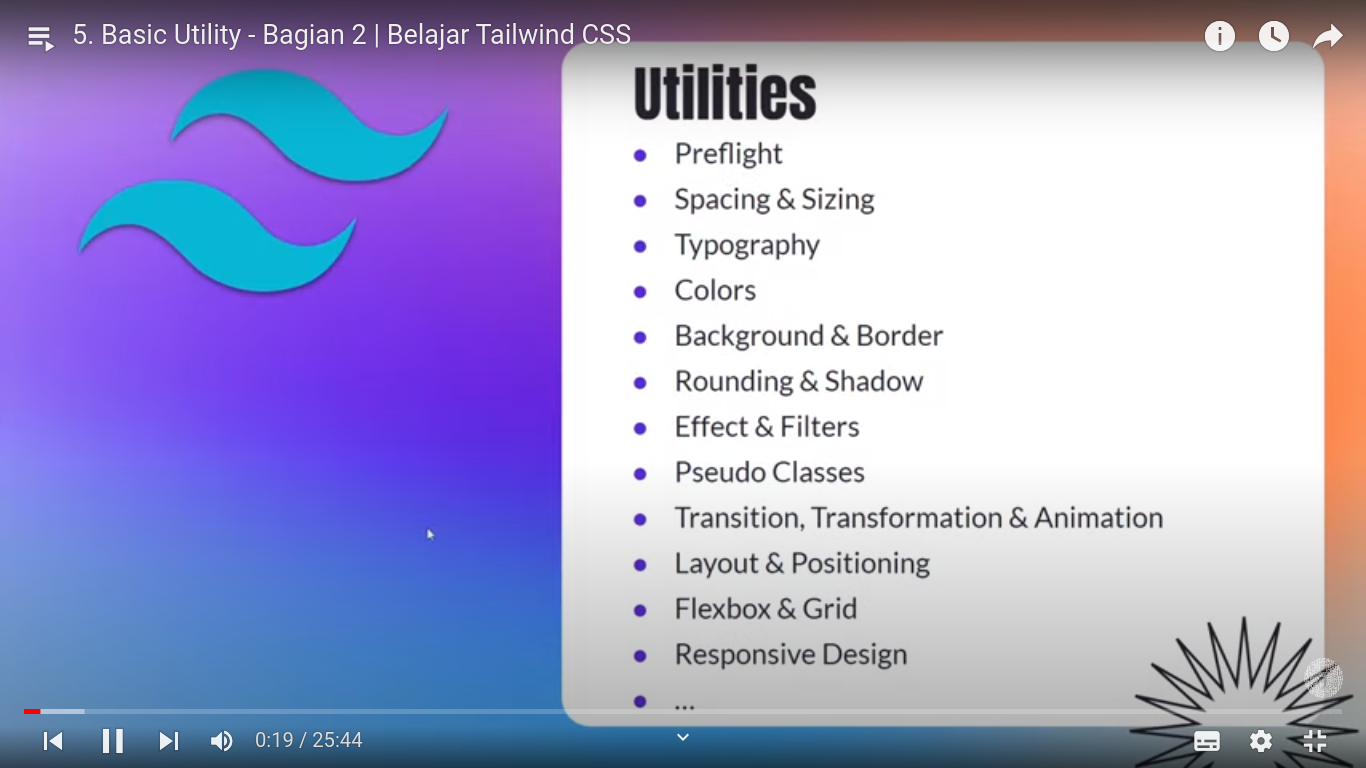 5. Basic Utility - Bagian 2 | Belajar Tailwind CSS
Utilities
Preflight
Spacing & Sizing
Typography
Colors
Background & Border
Rounding & Shadow
Effect & Filters
Pseudo Classes
Transition, Transformation & Animation
Layout & Positioning
Flexbox & Grid
Responsive Design
...
0:19 / 25:44